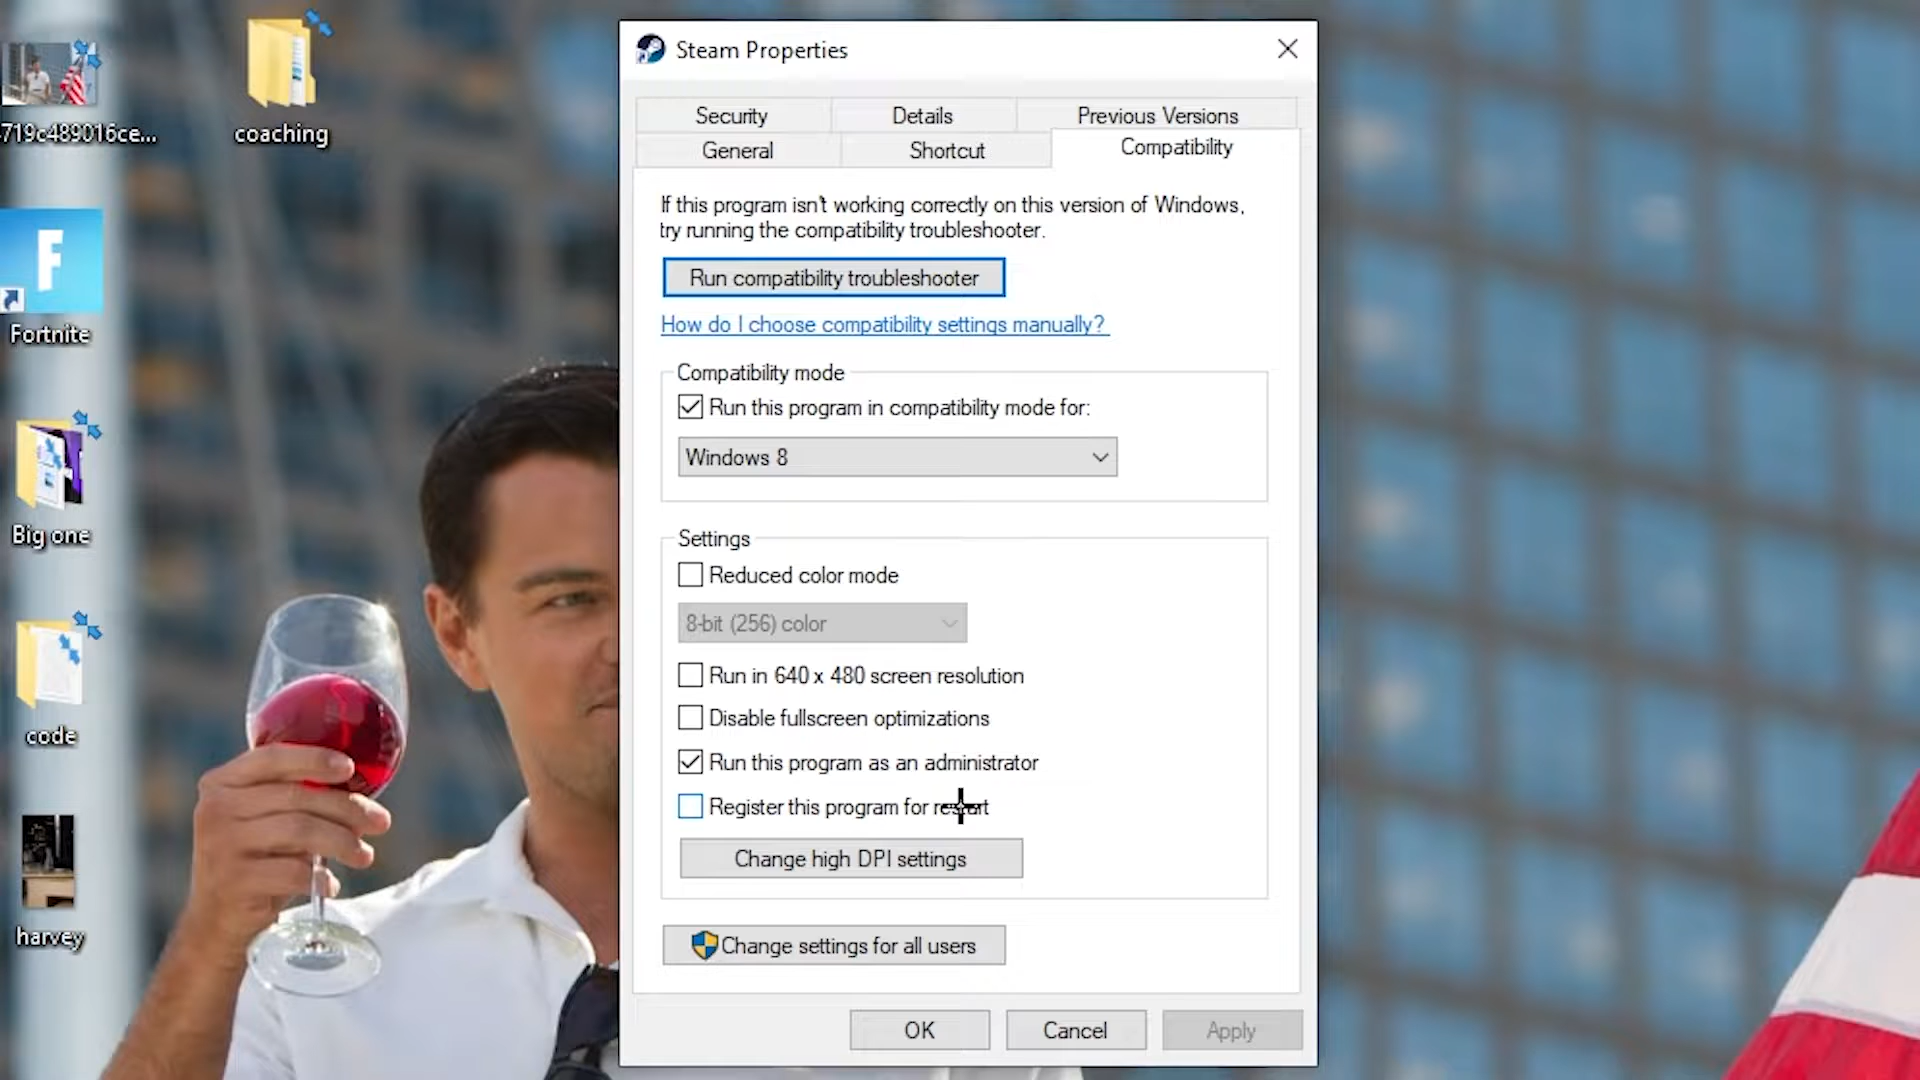 719c489016ce...
coaching
Fortnite
Big one
code
harvey
Steam Properties
Security
Details
Previous Versions
General
Shortcut
Compatibility
If this program isn't working correctly on this version of Windows,
try running the compatibility troubleshooter.
Run compatibility troubleshooter
How do I choose compatibility settings manually?
Compatibility mode
Run this program in compatibility mode for:
Windows 8
Settings
Reduced color mode
8-bit (256) color
Run in 640 x 480 screen resolution
Disable fullscreen optimizations
Run this program as an administrator
Register this program for restart
Change high DPI settings
Change settings for all users
OK
Cancel
Apply